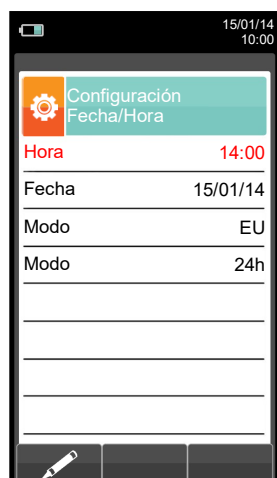 15/01/14
10:00
Configuración
Fecha/Hora
Hora 14:00
Fecha 15/01/14
Modo EU
Modo 24h